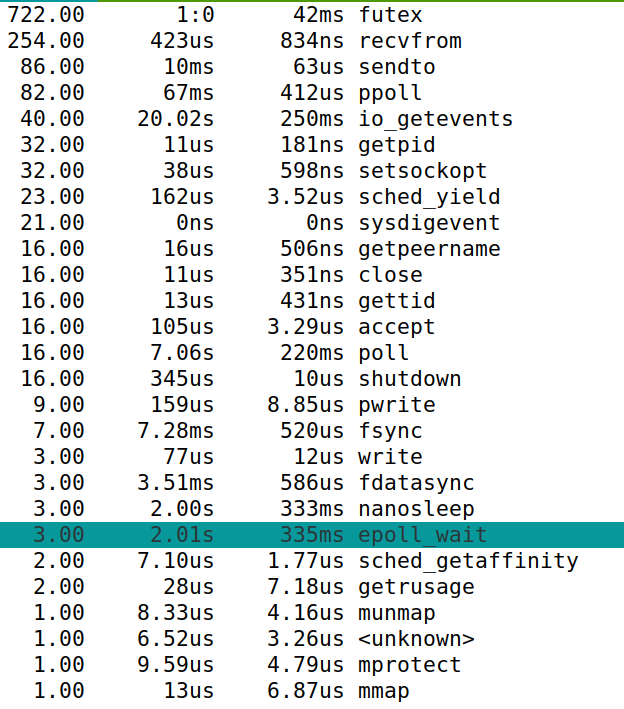 722.00 1:0 42ms futex
254.00 423us 834ns recvfrom
86.00 10ms 63us sendto
82.00 67ms 412us ppoll
40.00 20.02s 250ms io_getevents
32.00 11us 181ns getpid
32.00 38us 598ns setsockopt
23.00 162us 3.52us sched_yield
21.00 0ns 0ns sysdigevent
16.00 16us 506ns getpeername
16.00 11us 351ns close
16.00 13us 431ns gettid
16.00 105us 3.29us accept
16.00 7.06s 220ms poll
16.00 345us 10us shutdown
9.00 159us 8.85us pwrite
7.00 7.28ms 520us fsync
3.00 77us 12us write
3.00 3.51ms 586us fdatasync
3.00 2.00s 333ms nanosleep
3.00 2.01s 335ms epoll_wait
2.00 7.10us 1.77us sched_getaffinity
2.00 28us 7.18us getrusage
1.00 8.33us 4.16us munmap
1.00 6.52us 3.26us <unknown>
1.00 9.59us 4.79us mprotect
1.00 13us 6.87us mmap